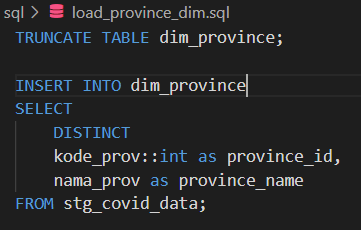 sql > load_province_dim.sql
TRUNCATE TABLE dim_province;
INSERT INTO dim_province
SELECT
DISTINCT
kode_prov::int as province_id,
nama_prov as province_name
FROM stg_covid_data;